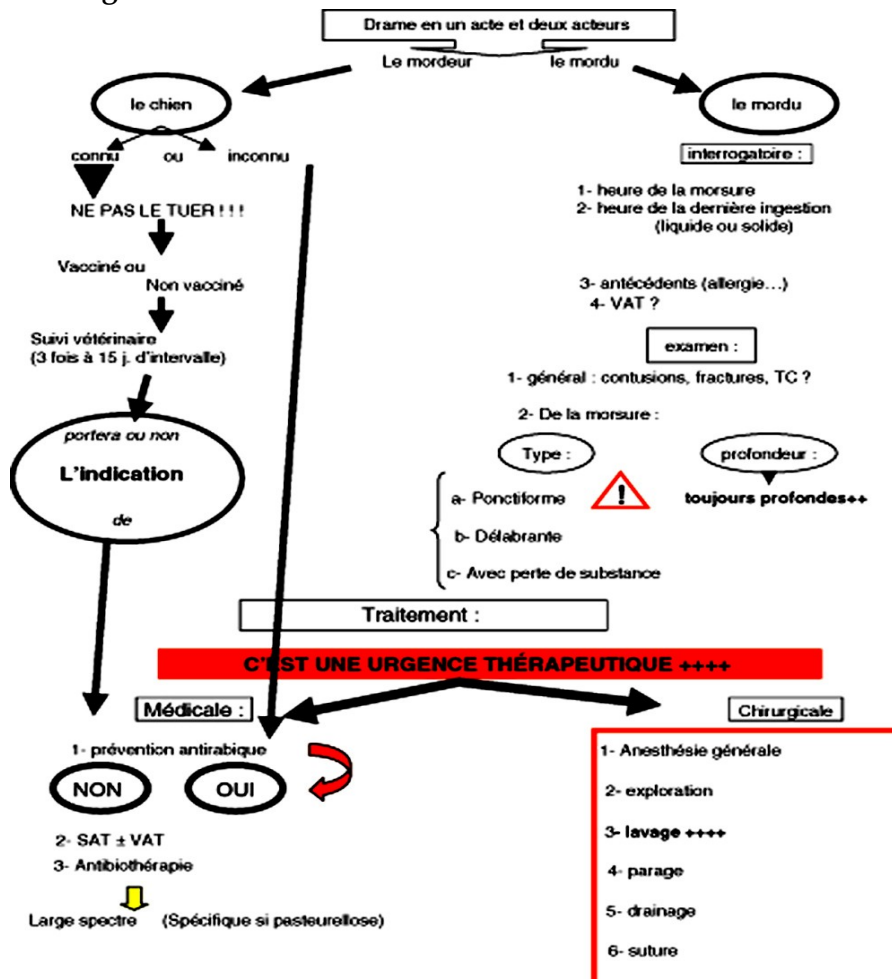 Drame en un acte et deux acteurs
Le mordeur le mordu
le chien
connu ou inconnu
NE PAS LE TUER ! ! !
Vacciné ou
Non vacciné
Suivi vétérinaire
(3 fois à 15 j. d'intervalle)
portera ou non
L'indication
de
le mordu
interrogatoire :
1- heure de la morsure
2- heure de la dernière ingestion
(liquide ou solide)
3- antécédents (allergie...)
4- VAT ?
examen :
1- général : contusions, fractures, TC ?
2- De la morsure :
Type :
a- Ponctiforme
!
b- Délabrante
c- Avec perte de substance
profondeur :
toujours profondes++
Traitement :
C'EST UNE URGENCE THÉRAPEUTIQUE ++++
Médicale :
1- prévention antirabique
NON OUI
2- SAT ± VAT
3- Antibiothérapie
Large spectre (Spécifique si pasteurellose)
Chirurgicale
1- Anesthésie générale
2- exploration
3- lavage ++++
4- parage
5- drainage
6- suture